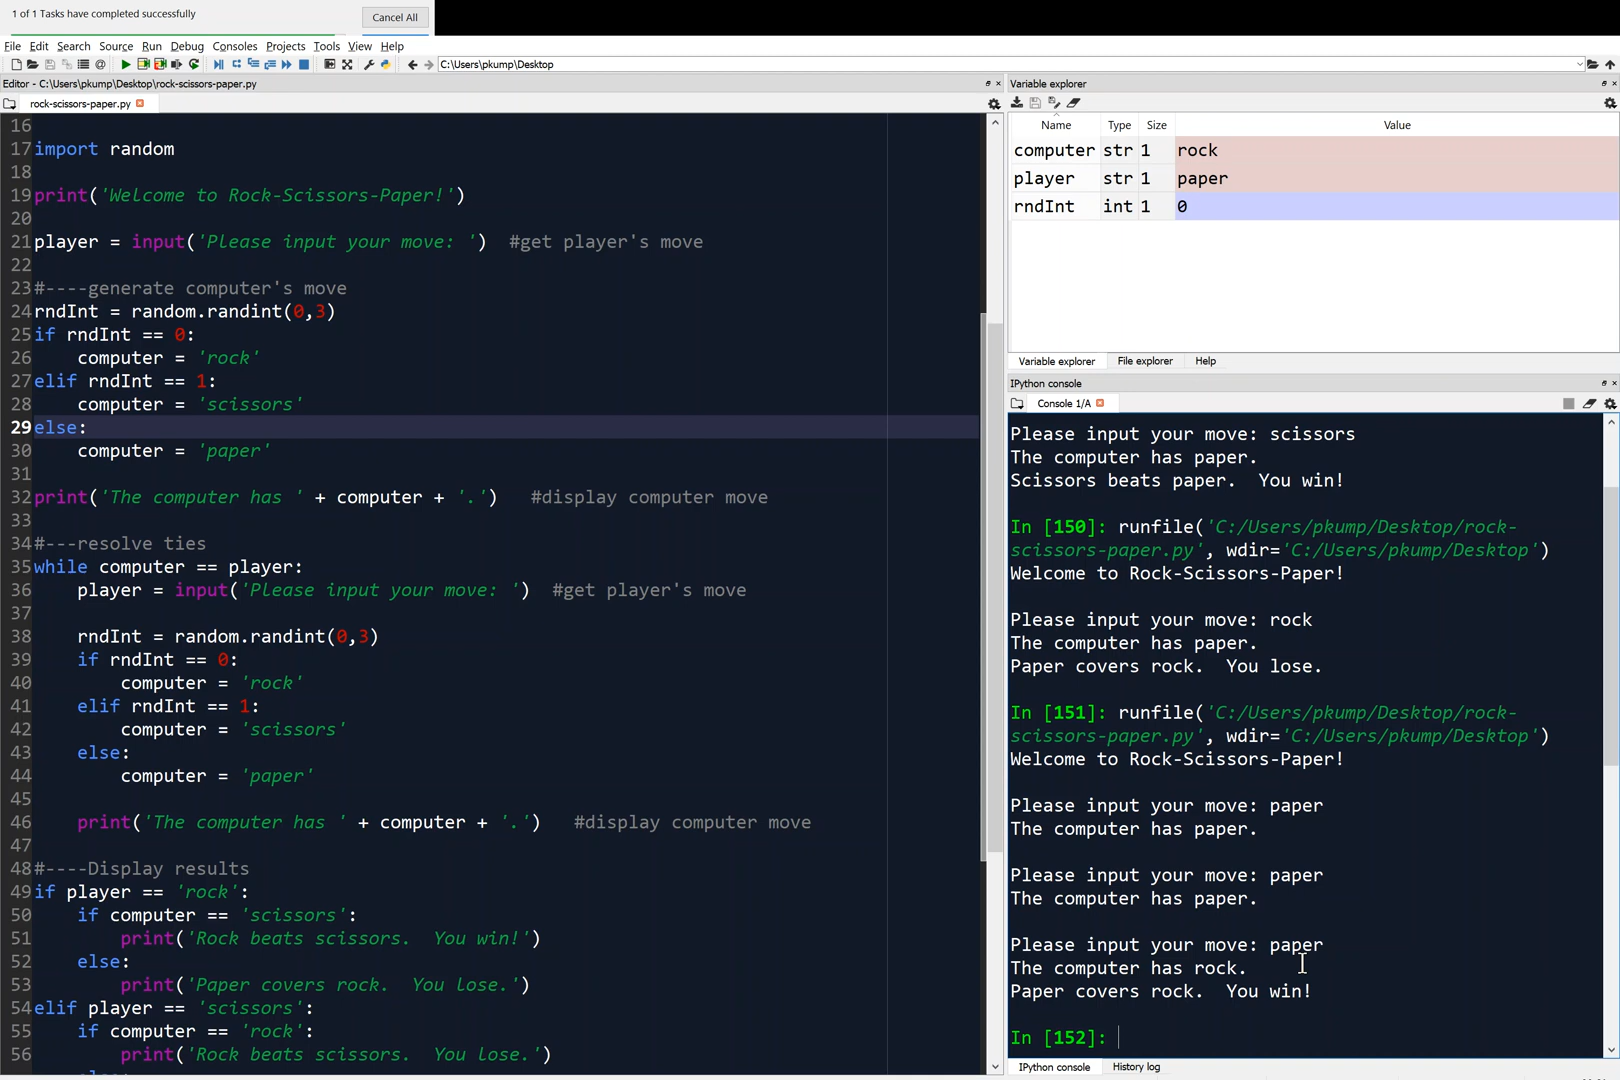 1 of 1 Tasks have completed successfully
Cancel All
File Edit Search Source Run Debug Consoles Projects Tools View Help
C:\Users\pkump\Desktop
Editor - C:\Users\pkump\Desktop\rock-scissors-paper.py
rock-scissors-paper.py
16
17 import random
18
19 print('Welcome to Rock-Scissors-Paper!')
20
21 player = input('Please input your move: ')  #get player's move
22
23 #----generate computer's move
24 rndInt = random.randint(0,3)
25 if rndInt == 0:
26     computer = 'rock'
27 elif rndInt == 1:
28     computer = 'scissors'
29 else:
30     computer = 'paper'
31
32 print('The computer has ' + computer + '.')   #display computer move
33
34 #---resolve ties
35 while computer == player:
36     player = input('Please input your move: ')  #get player's move
37
38     rndInt = random.randint(0,3)
39     if rndInt == 0:
40         computer = 'rock'
41     elif rndInt == 1:
42         computer = 'scissors'
43     else:
44         computer = 'paper'
45
46     print('The computer has ' + computer + '.')   #display computer move
47
48 #----Display results
49 if player == 'rock':
50     if computer == 'scissors':
51         print('Rock beats scissors.  You win!')
52     else:
53         print('Paper covers rock.  You Lose.')
54 elif player == 'scissors':
55     if computer == 'rock':
56         print('Rock beats scissors.  You Lose.')
Variable explorer
Name Type Size Value
computer str 1 rock
player str 1 paper
rndInt int 1 0
Variable explorer File explorer Help
IPython console
Console 1/A
Please input your move: scissors
The computer has paper.
Scissors beats paper.  You win!
In [150]: runfile('C:/Users/pkump/Desktop/rock-
scissors-paper.py', wdir='C:/Users/pkump/Desktop')
Welcome to Rock-Scissors-Paper!
Please input your move: rock
The computer has paper.
Paper covers rock.  You lose.
In [151]: runfile('C:/Users/pkump/Desktop/rock-
scissors-paper.py', wdir='C:/Users/pkump/Desktop')
Welcome to Rock-Scissors-Paper!
Please input your move: paper
The computer has paper.
Please input your move: paper
The computer has paper.
Please input your move: paper
The computer has rock.
Paper covers rock.  You win!
In [152]:
IPython console History log